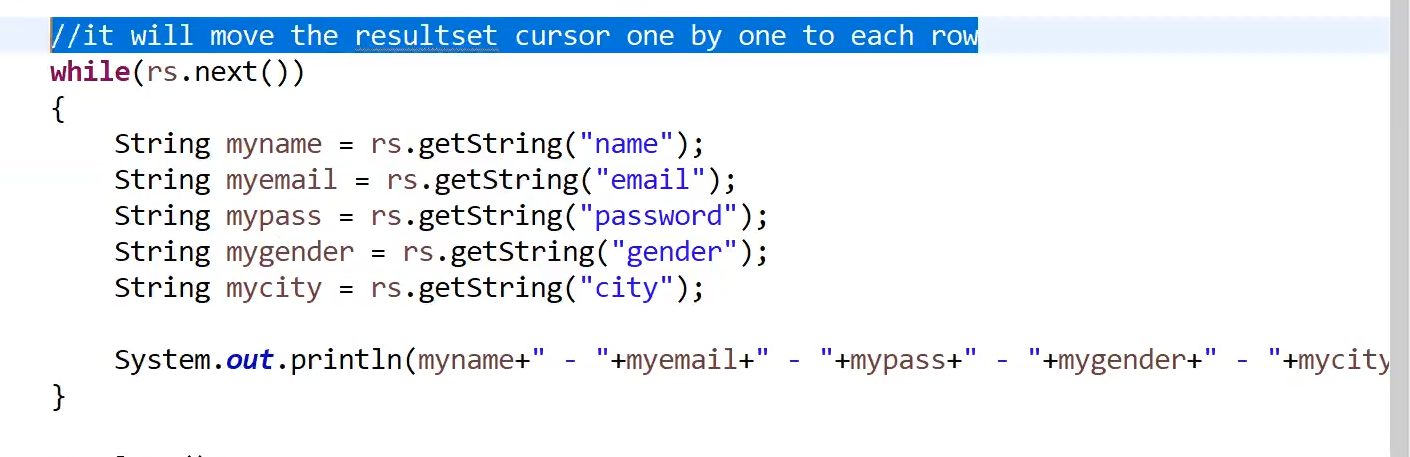 //it will move the resultset cursor one by one to each row
while(rs.next())
{
    String myname = rs.getString("name");
    String myemail = rs.getString("email");
    String mypass = rs.getString("password");
    String mygender = rs.getString("gender");
    String mycity = rs.getString("city");
    System.out.println(myname+" - "+myemail+" - "+mypass+" - "+mygender+" - "+mycity
}